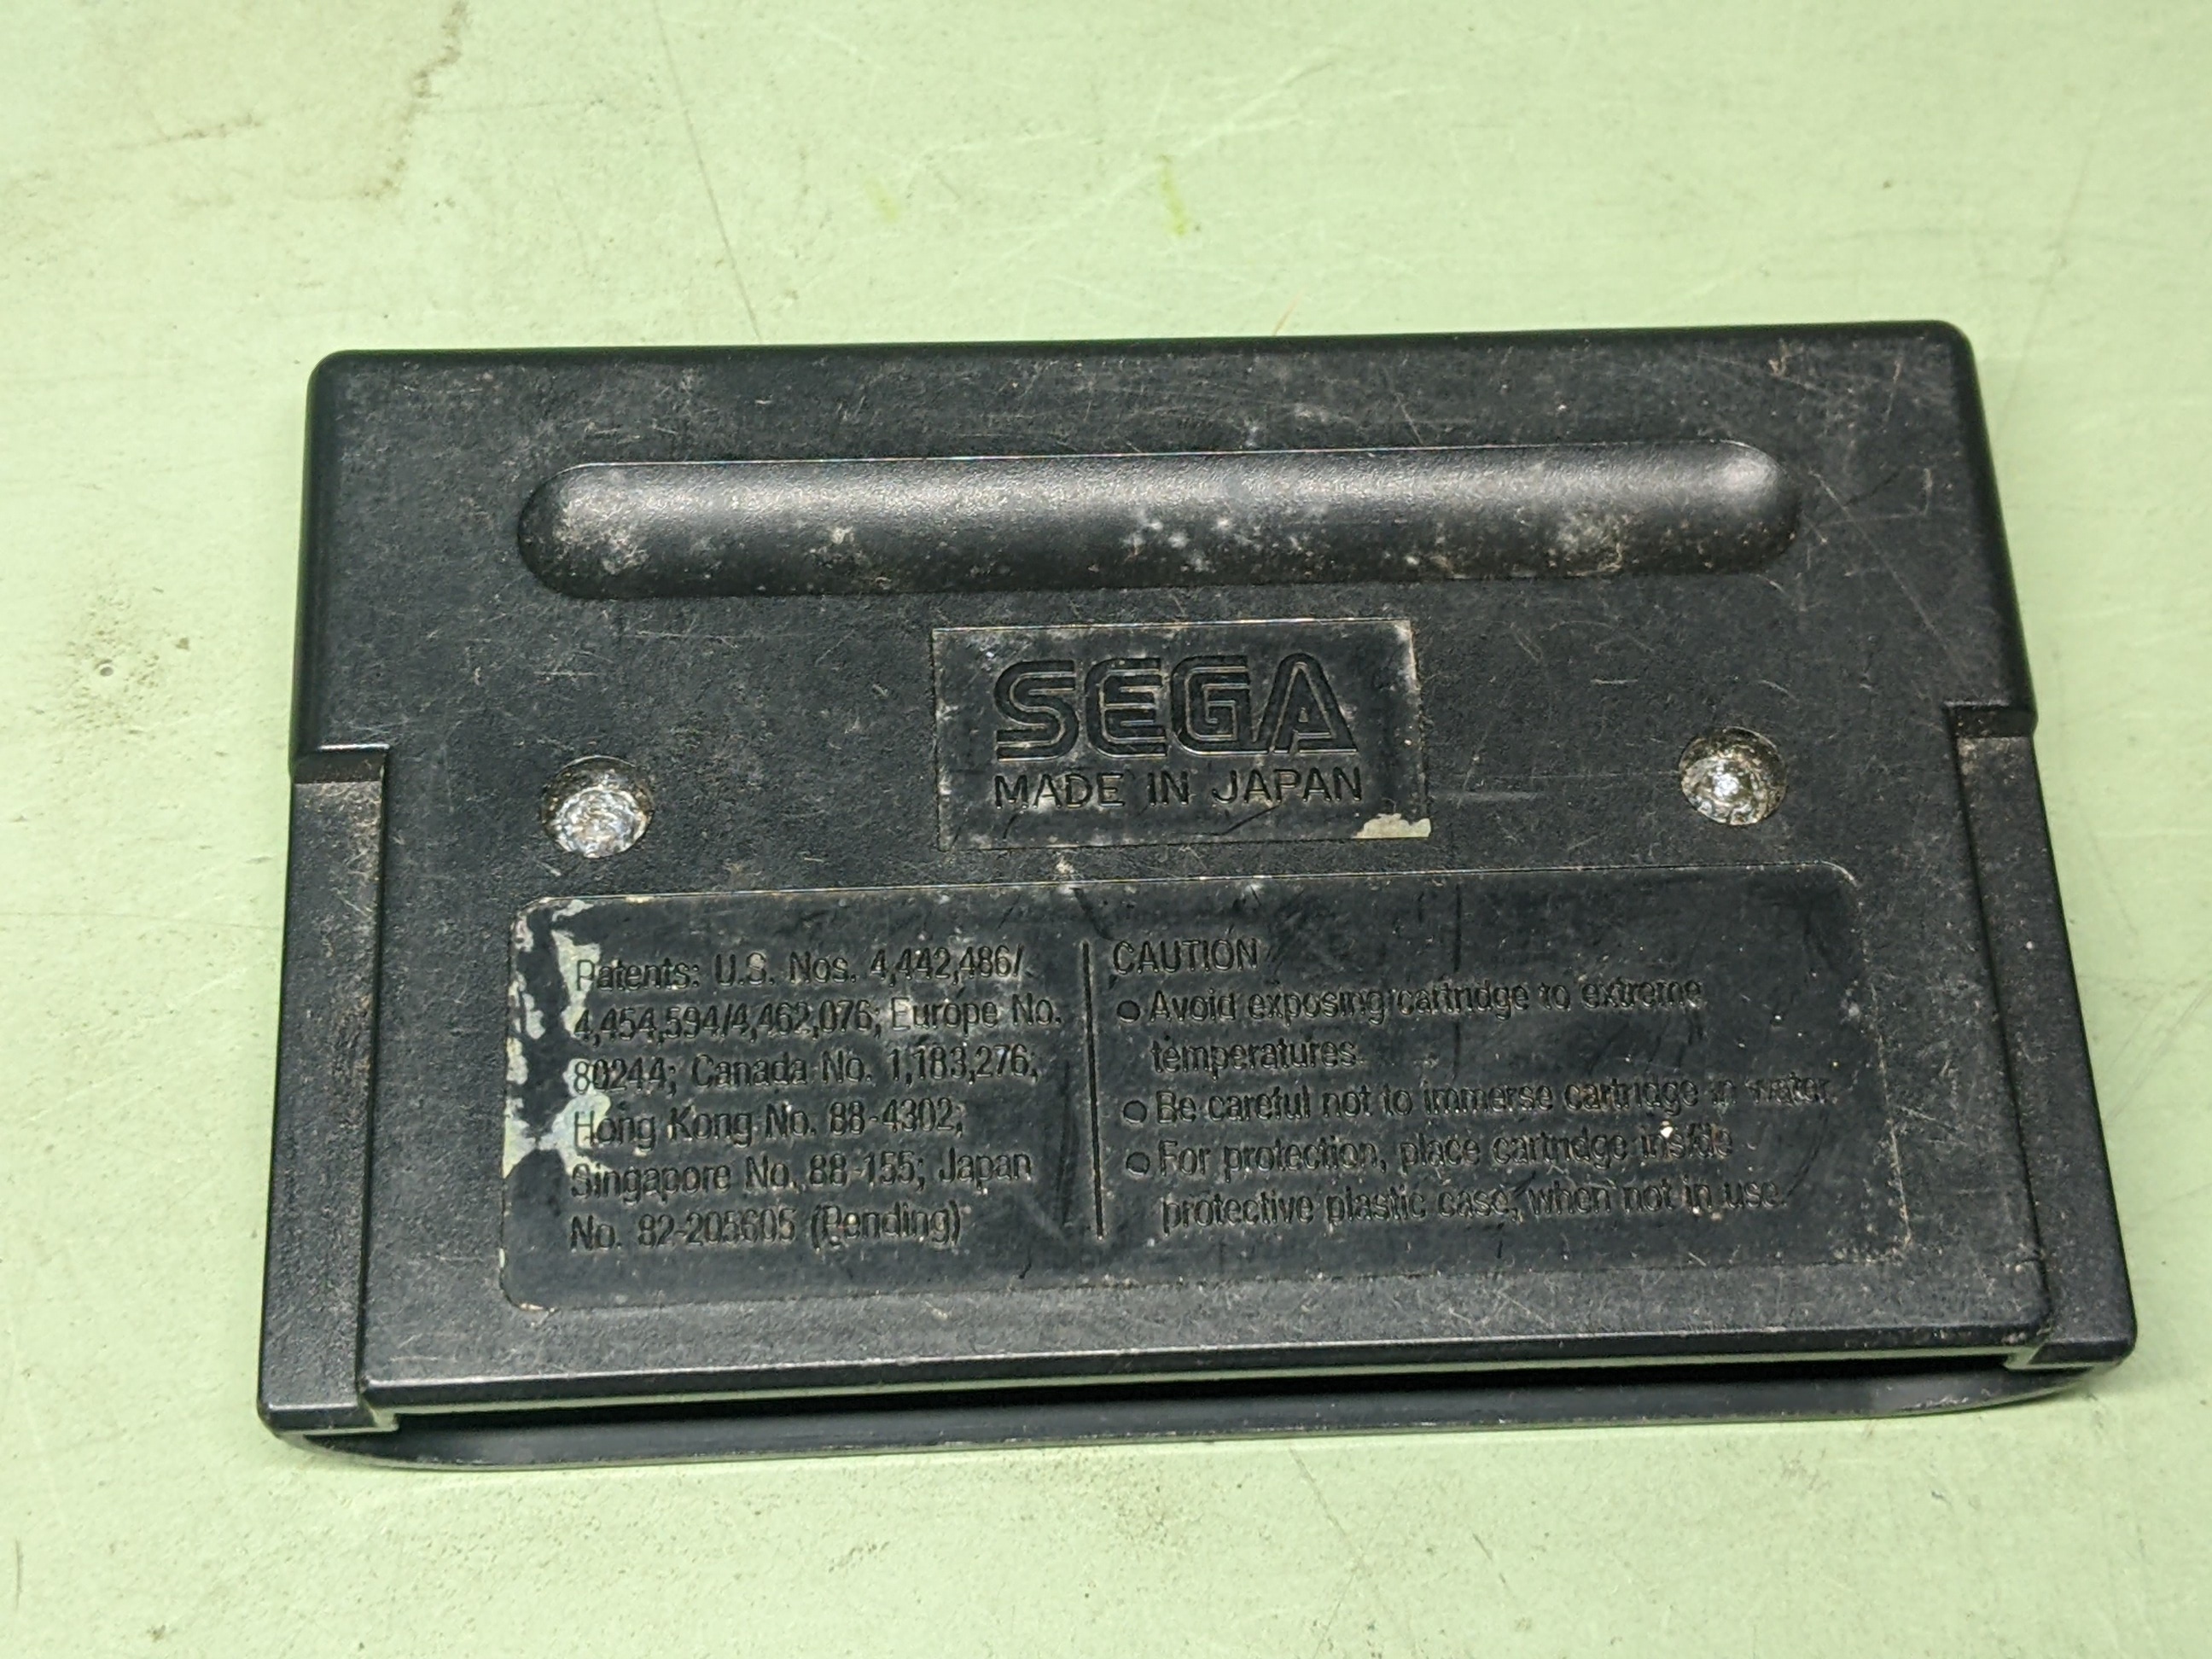 SEGA
MADE IN JAPAN
Patents: U.S. Nos. 4,442,486/
4,454,594/4,462,076; Europe No.
80244; Canada No. 1,183,276;
Hong Kong No. 88-4302;
Singapore No. 88-155; Japan
No. 82-205605 (Pending)
CAUTION
● Avoid exposing cartridge to extreme
temperatures.
● Be careful not to immerse cartridge in water.
● For protection, place cartridge inside
protective plastic case, when not in use.